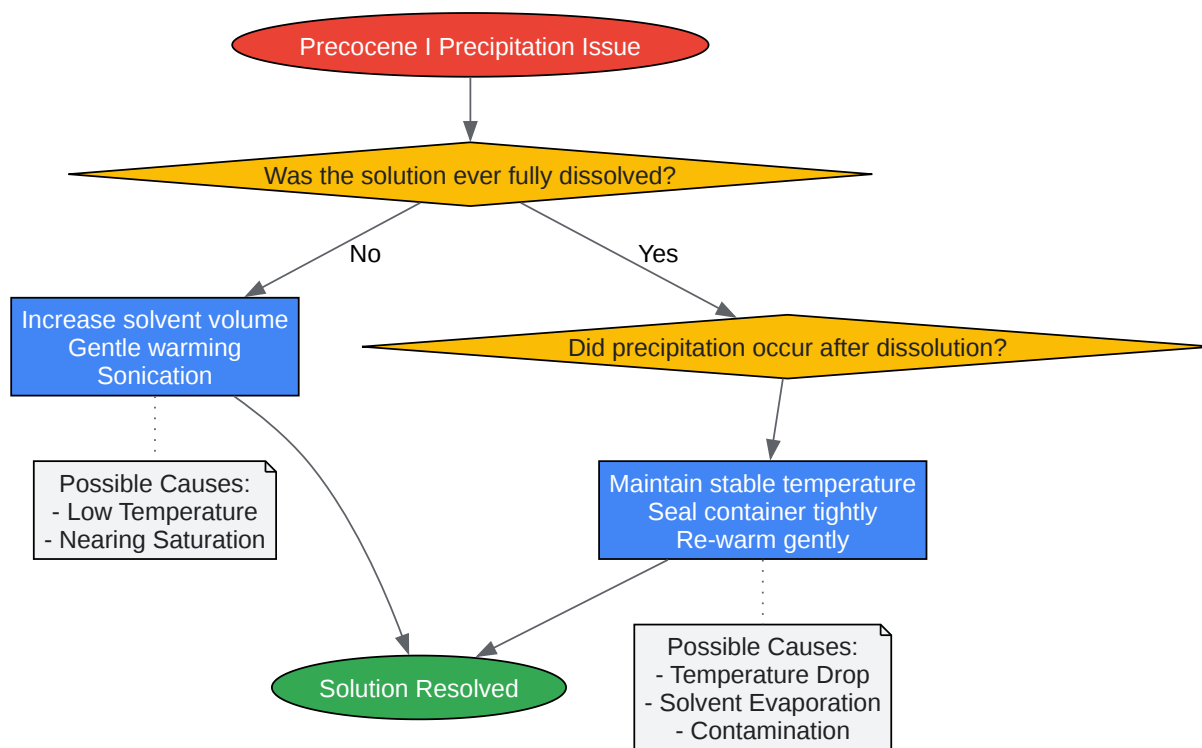 Precocene I Precipitation Issue
Was the solution ever fully dissolved?
No
Yes
Increase solvent volume
Gentle warming
Sonication
Did precipitation occur after dissolution?
Possible Causes:
- Low Temperature
- Nearing Saturation
Maintain stable temperature
Seal container tightly
Re-warm gently
Solution Resolved
Possible Causes:
- Temperature Drop
- Solvent Evaporation
- Contamination